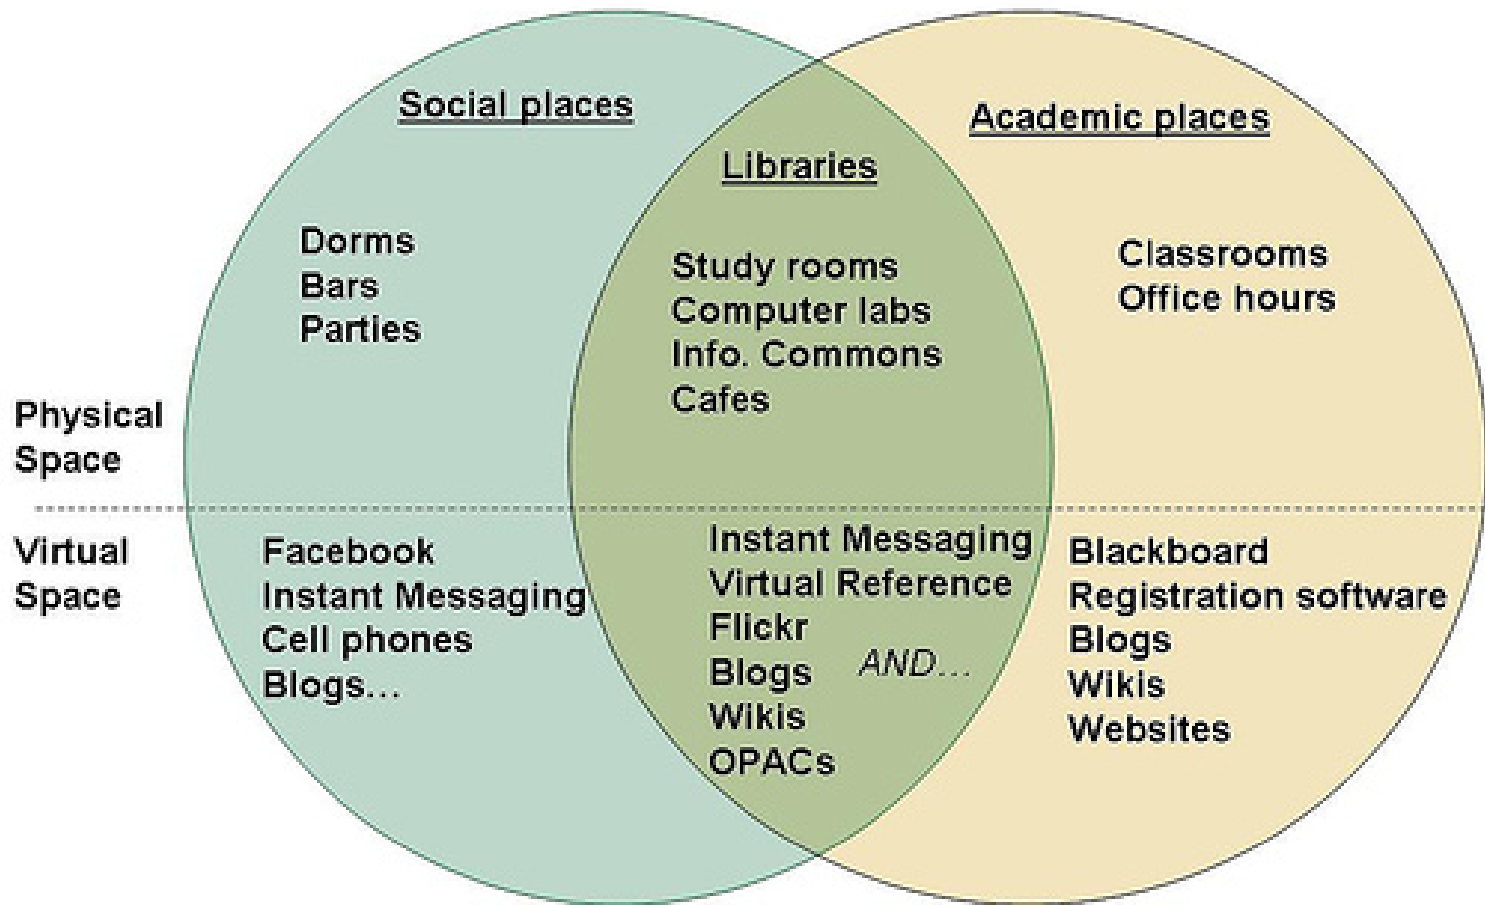 Social places
Academic places
Libraries
Dorms
Bars
Parties
Study rooms
Computer labs
Info. Commons
Cafes
Classrooms
Office hours
Physical
Space
Virtual
Space
Facebook
Instant Messaging
Cell phones
Blogs...
Instant Messaging
Virtual Reference
Flickr
Blogs
AND...
Wikis
OPACs
Blackboard
Registration software
Blogs
Wikis
Websites